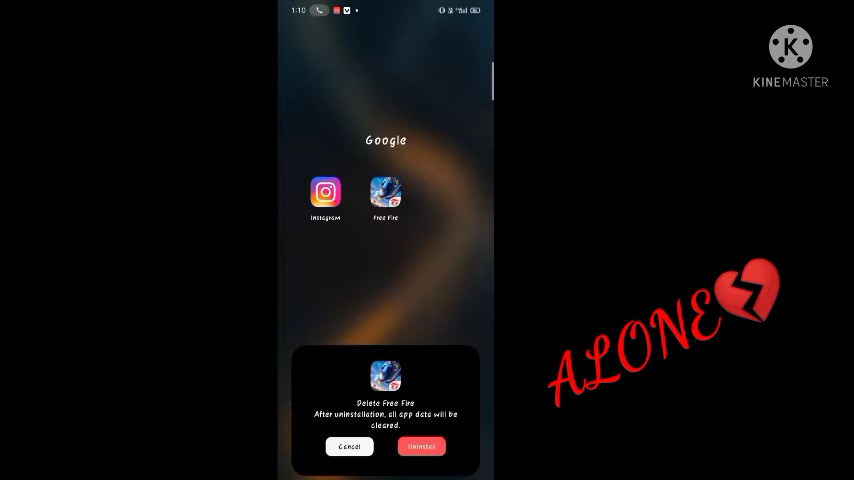 1:10
KINEMASTER
Google
Instagram
Free Fire
ALONE
Delete Free Fire
After uninstallation, all app data will be
cleared.
Cancel
Uninstall